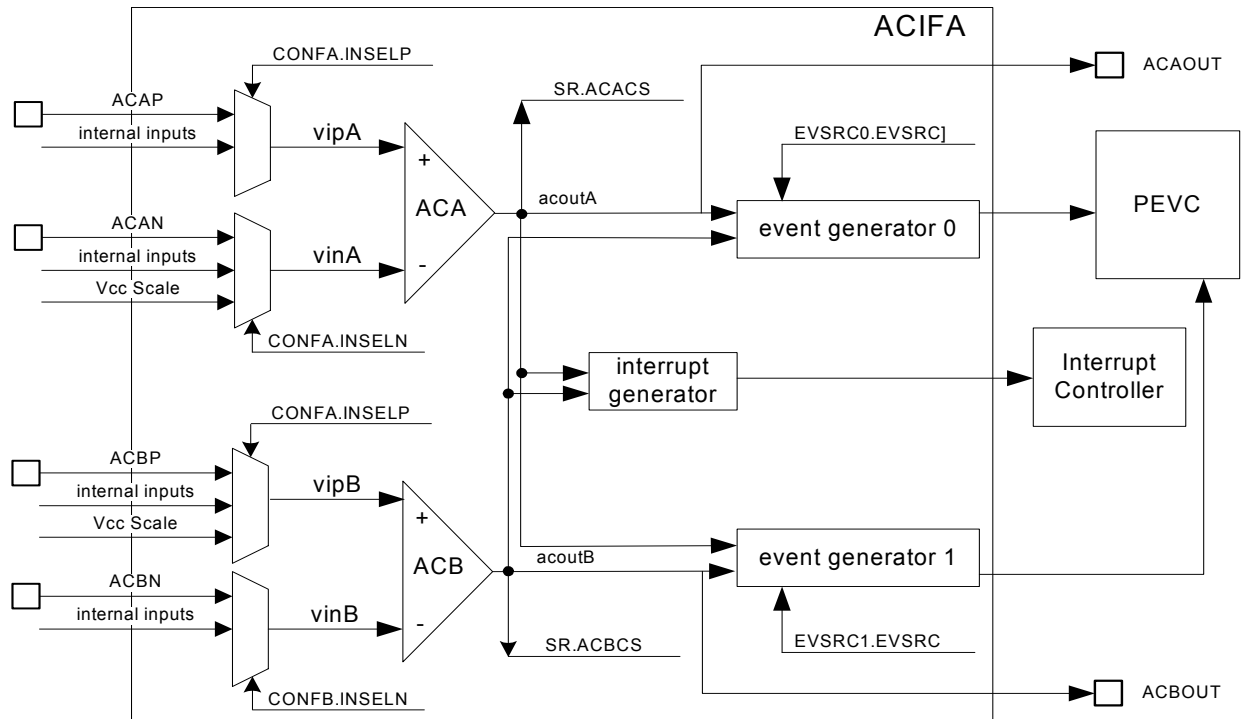 ACIFA
CONFA.INSELP
ACAP
internal inputs
vipA
SR.ACACS
ACAOUT
EVSRC0.EVSRC]
+
ACA
-
acoutA
event generator 0
PEVC
ACAN
internal inputs
Vcc Scale
vinA
CONFA.INSELN
interrupt
generator
Interrupt
Controller
CONFA.INSELP
ACBP
internal inputs
Vcc Scale
vipB
+
ACB
-
acoutB
event generator 1
ACBN
internal inputs
vinB
SR.ACBCS
EVSRC1.EVSRC
CONFB.INSELN
ACBOUT